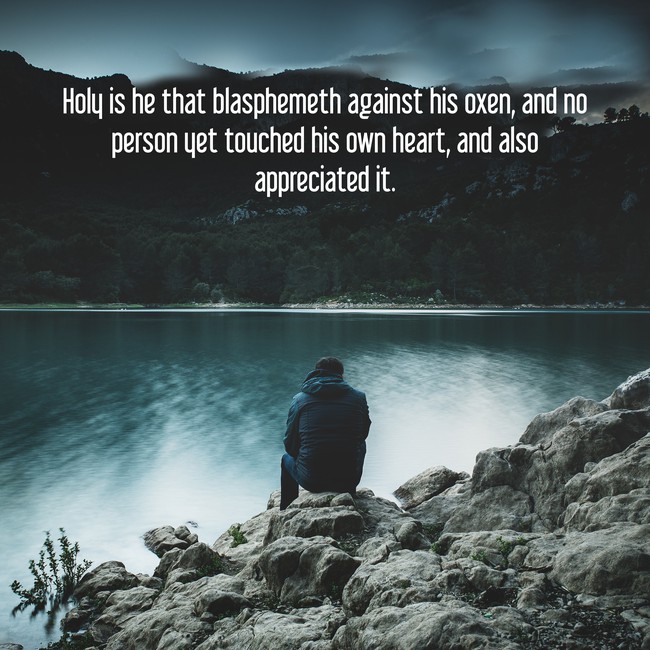 Holy is he that blasphemeth against his oxen, and no
person yet touched his own heart, and also
appreciated it.